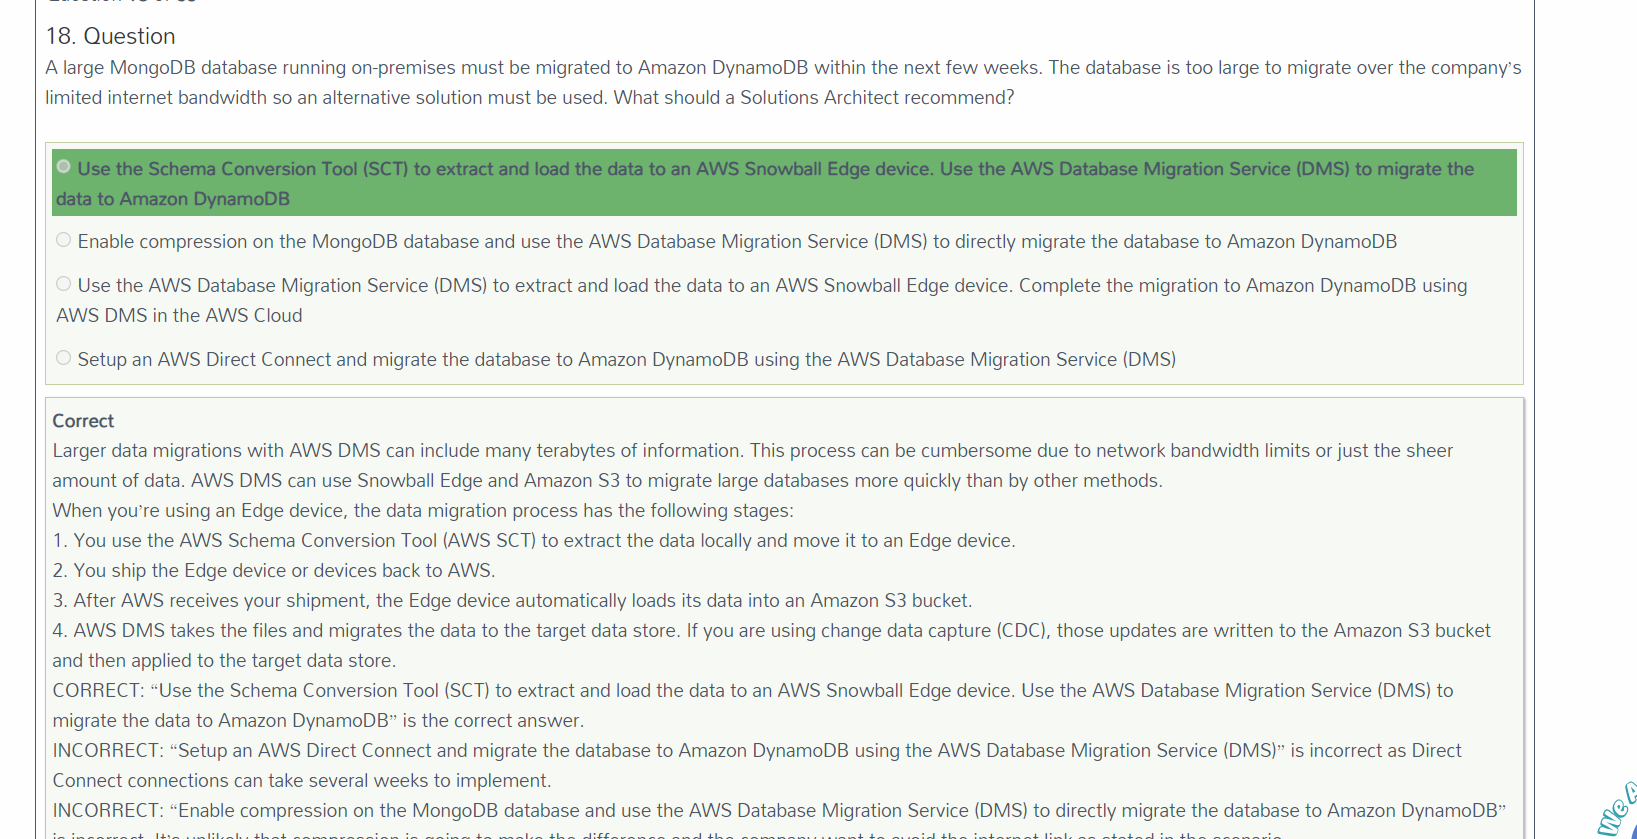 18. Question
A large MongoDB database running on-premises must be migrated to Amazon DynamoDB within the next few weeks. The database is too large to migrate over the company's
limited internet bandwidth so an alternative solution must be used. What should a Solutions Architect recommend?
Use the Schema Conversion Tool (SCT) to extract and load the data to an AWS Snowball Edge device. Use the AWS Database Migration Service (DMS) to migrate the
data to Amazon DynamoDB
Enable compression on the MongoDB database and use the AWS Database Migration Service (DMS) to directly migrate the database to Amazon DynamoDB
Use the AWS Database Migration Service (DMS) to extract and load the data to an AWS Snowball Edge device. Complete the migration to Amazon DynamoDB using
AWS DMS in the AWS Cloud
Setup an AWS Direct Connect and migrate the database to Amazon DynamoDB using the AWS Database Migration Service (DMS)
Correct
Larger data migrations with AWS DMS can include many terabytes of information. This process can be cumbersome due to network bandwidth limits or just the sheer
amount of data. AWS DMS can use Snowball Edge and Amazon S3 to migrate large databases more quickly than by other methods.
When you're using an Edge device, the data migration process has the following stages:
1. You use the AWS Schema Conversion Tool (AWS SCT) to extract the data locally and move it to an Edge device.
2. You ship the Edge device or devices back to AWS.
3. After AWS receives your shipment, the Edge device automatically loads its data into an Amazon S3 bucket.
4. AWS DMS takes the files and migrates the data to the target data store. If you are using change data capture (CDC), those updates are written to the Amazon S3 bucket
and then applied to the target data store.
CORRECT: “Use the Schema Conversion Tool (SCT) to extract and load the data to an AWS Snowball Edge device. Use the AWS Database Migration Service (DMS) to
migrate the data to Amazon DynamoDB” is the correct answer.
INCORRECT: “Setup an AWS Direct Connect and migrate the database to Amazon DynamoDB using the AWS Database Migration Service (DMS)” is incorrect as Direct
Connect connections can take several weeks to implement.
INCORRECT: “Enable compression on the MongoDB database and use the AWS Database Migration Service (DMS) to directly migrate the database to Amazon DynamoDB”
We A